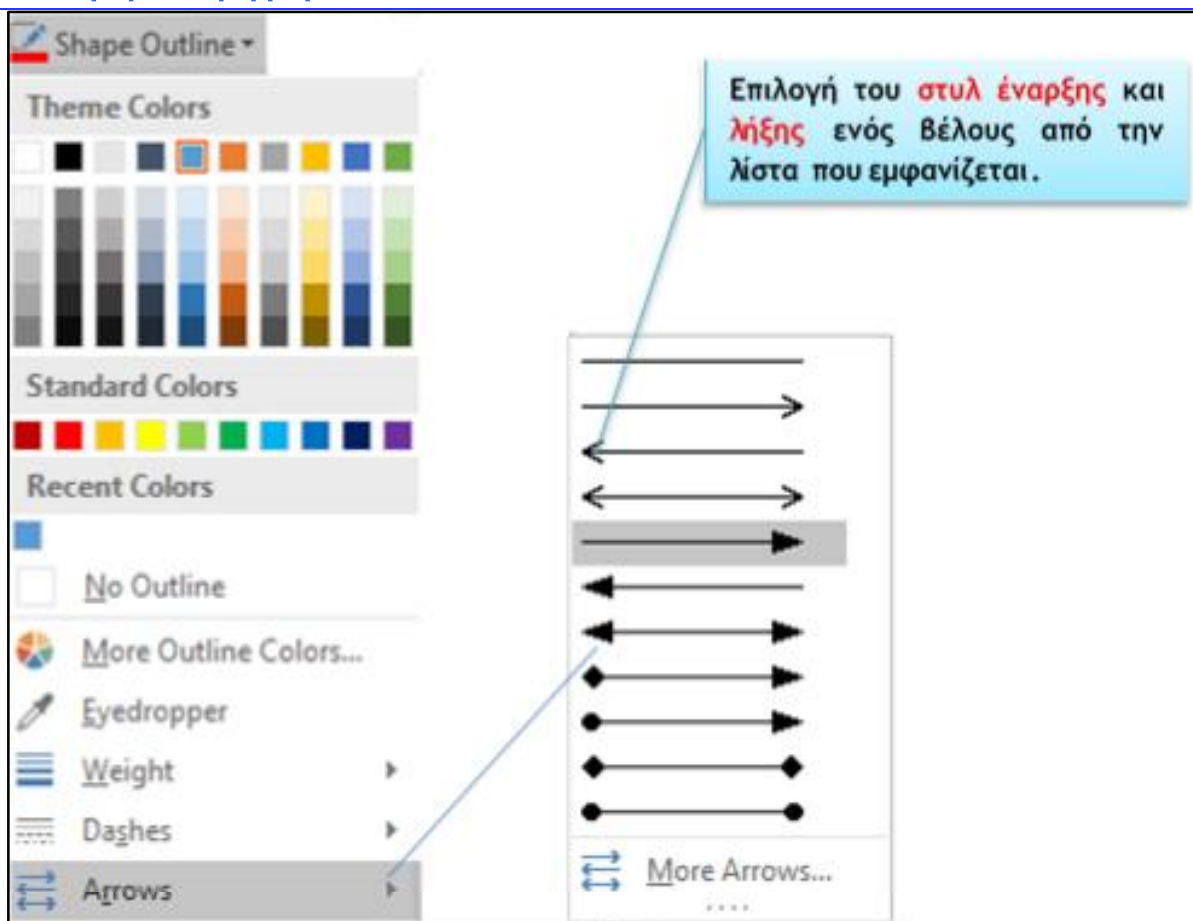 Shape Outline
Theme Colors
Standard Colors
Recent Colors
No Outline
More Outline Colors...
Eyedropper
Weight
Dashes
Arrows
Επιλογή του στυλ έναρξης και
λήξης ενός βέλους από την
λίστα που εμφανίζεται.
More Arrows...